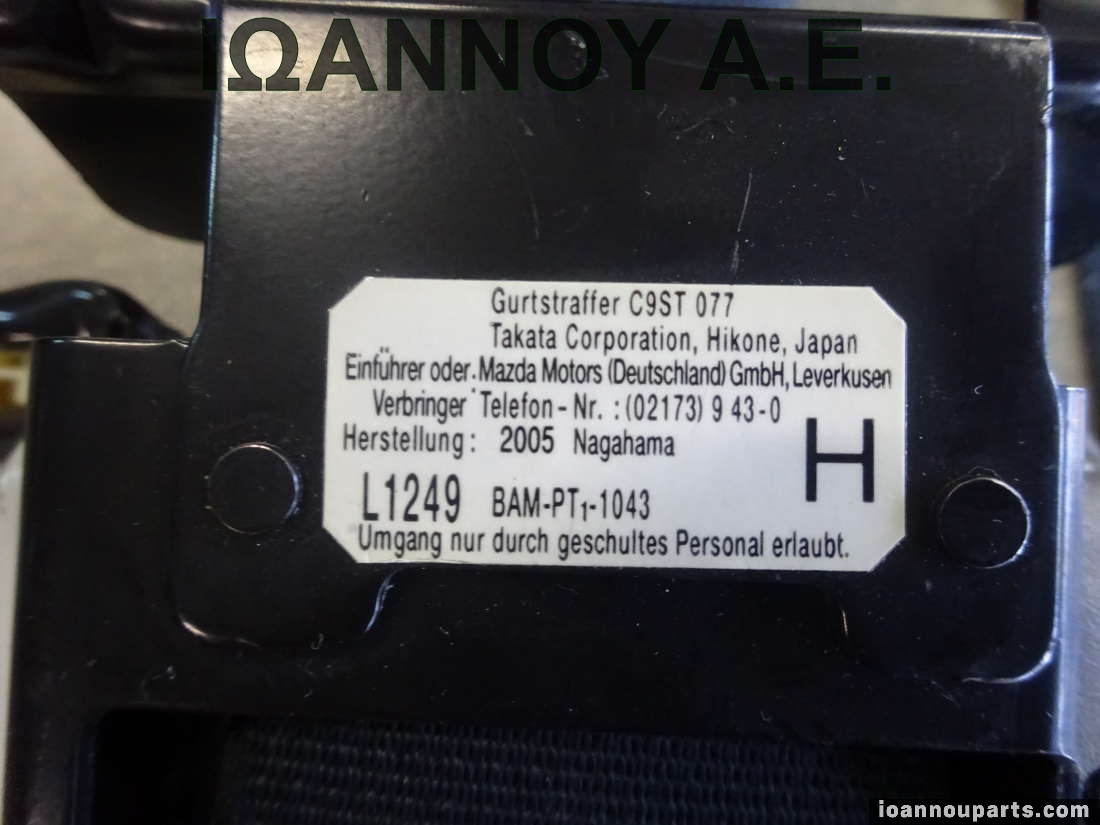 ΙΩΑΝΝΟΥ Α.Ε.
Gurtstraffer C9ST 077
Takata Corporation, Hikone, Japan
Einführer oder. Mazda Motors (Deutschland) GmbH, Leverkusen
Verbringer Telefon-Nr. : (02173) 9 43-0
Herstellung: 2005 Nagahama
H
L1249 BAM-PT1-1043
Umgang nur durch geschultes Personal erlaubt.
ioannouparts.com